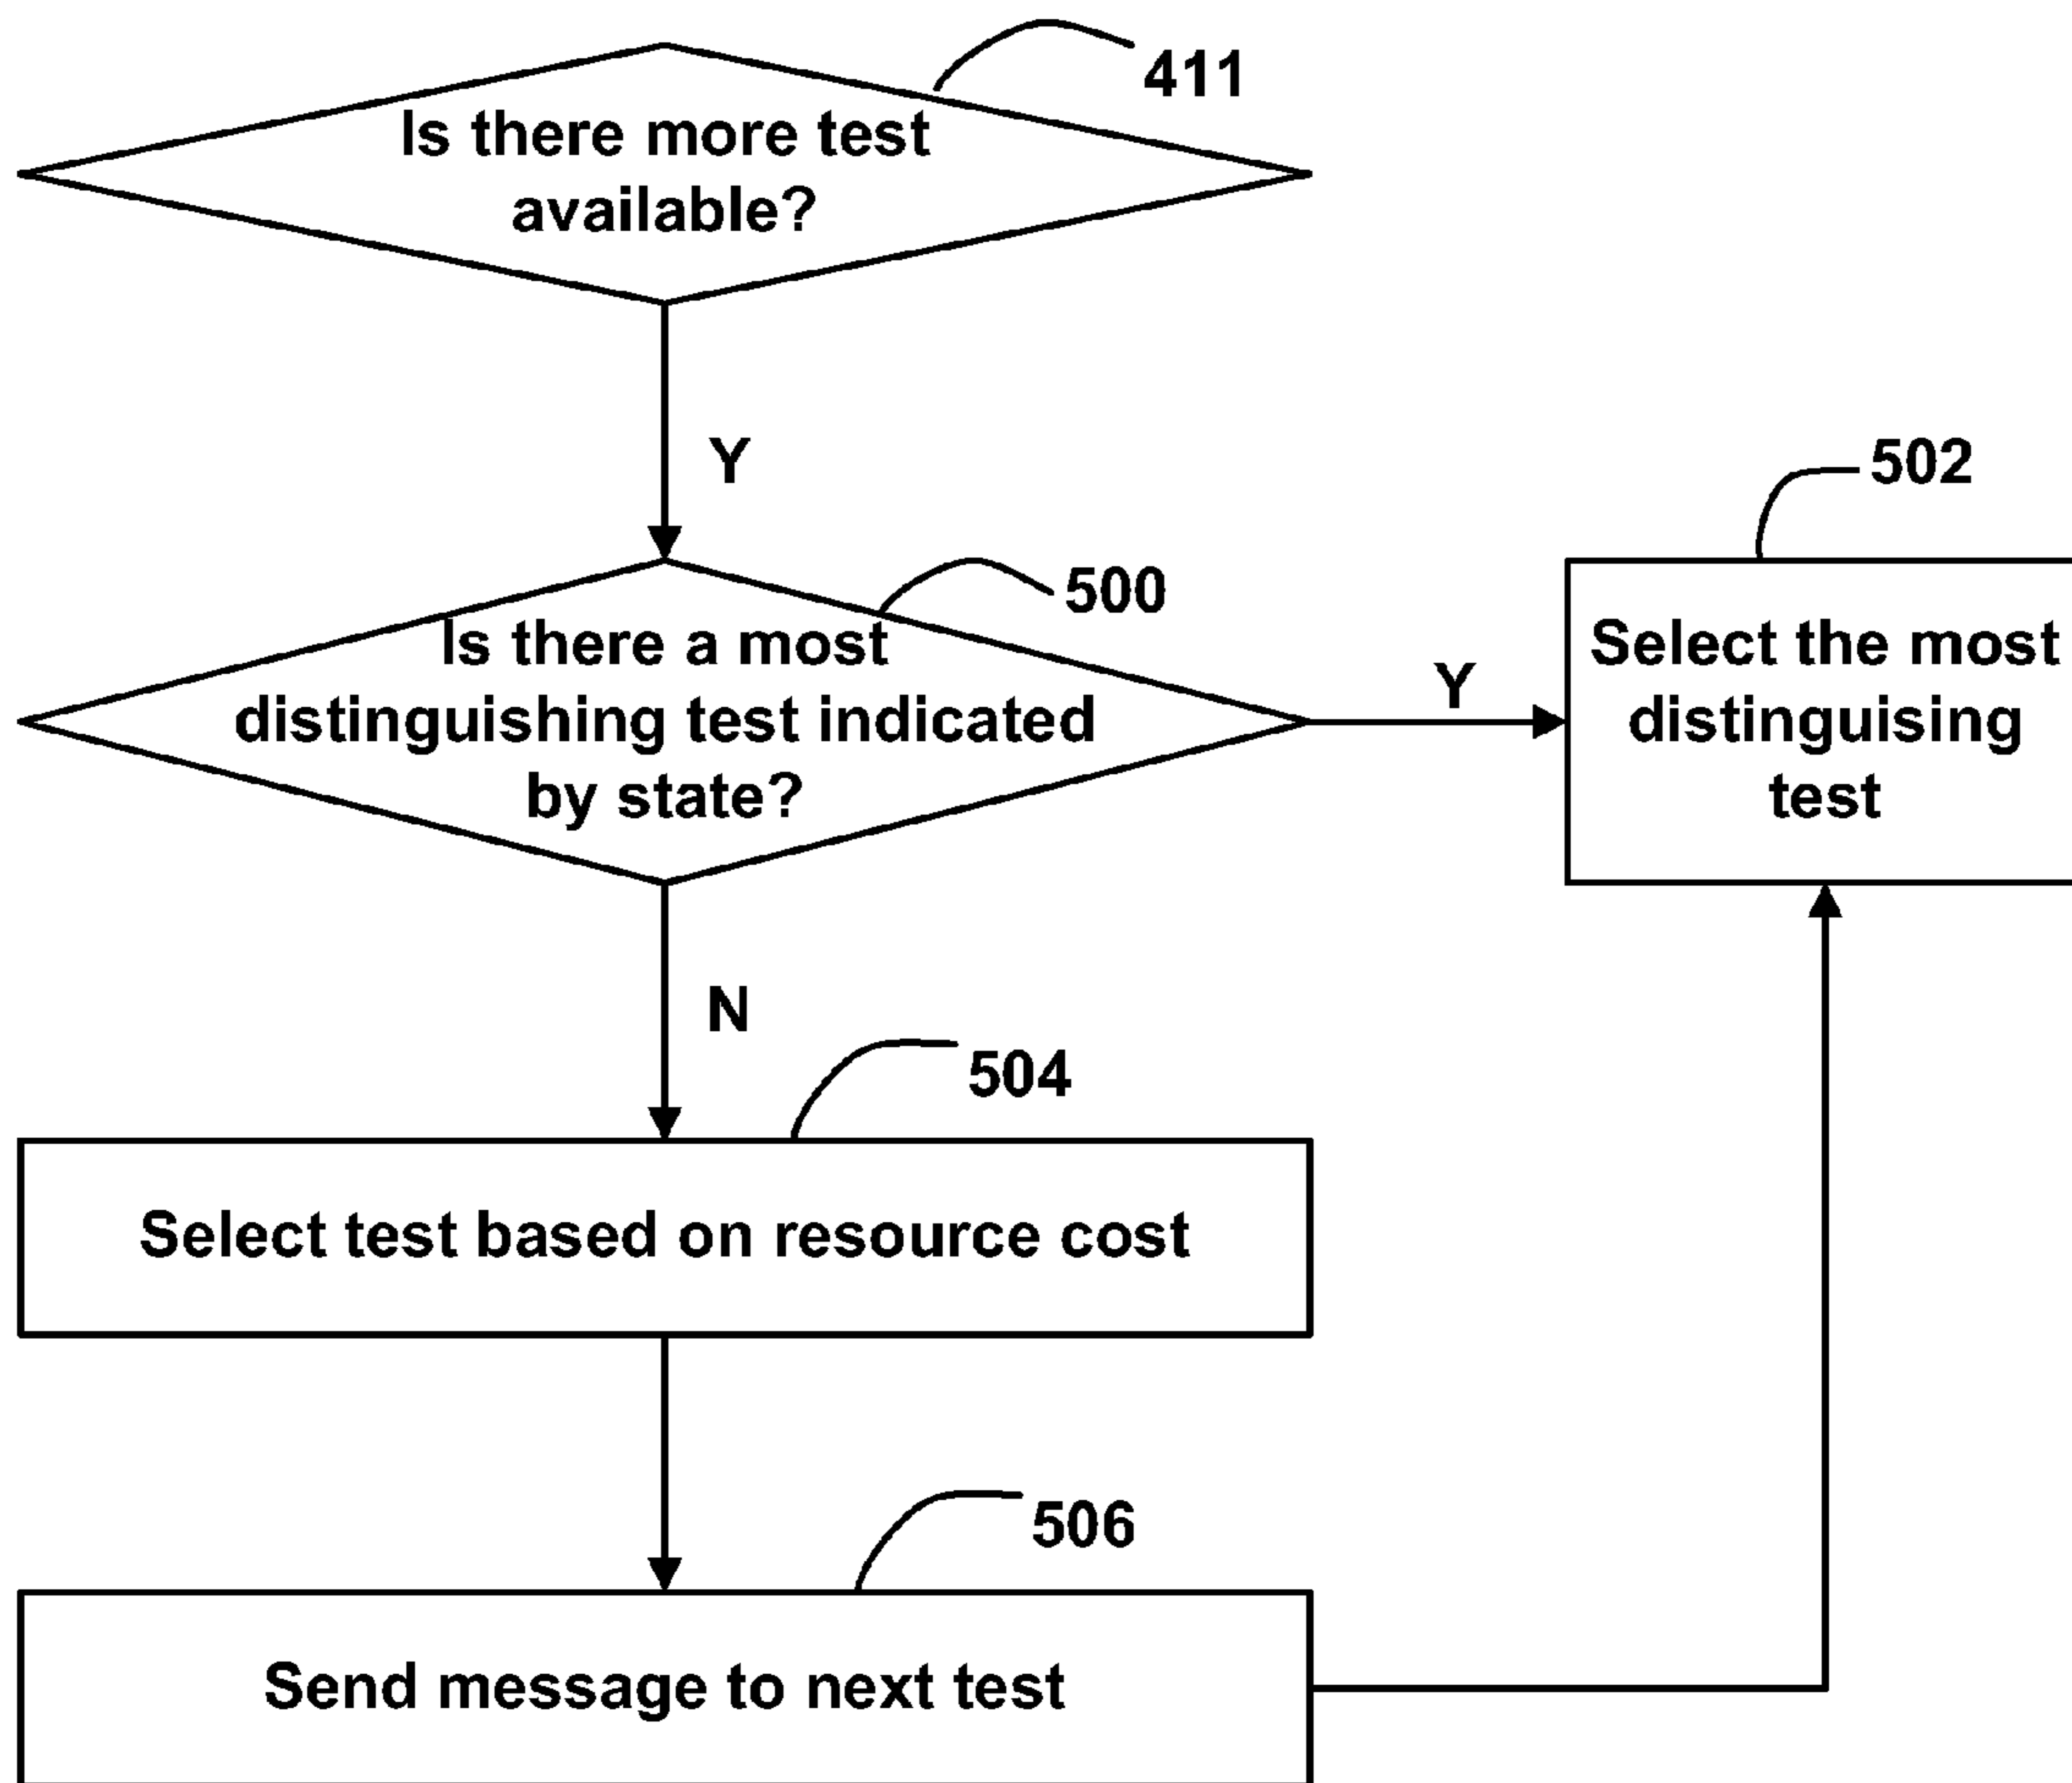 411
Is there more test
available?
Y
502
500
Is there a most
distinguishing test indicated
by state?
Y
Select the most
distinguising
test
N
504
Select test based on resource cost
506
Send message to next test